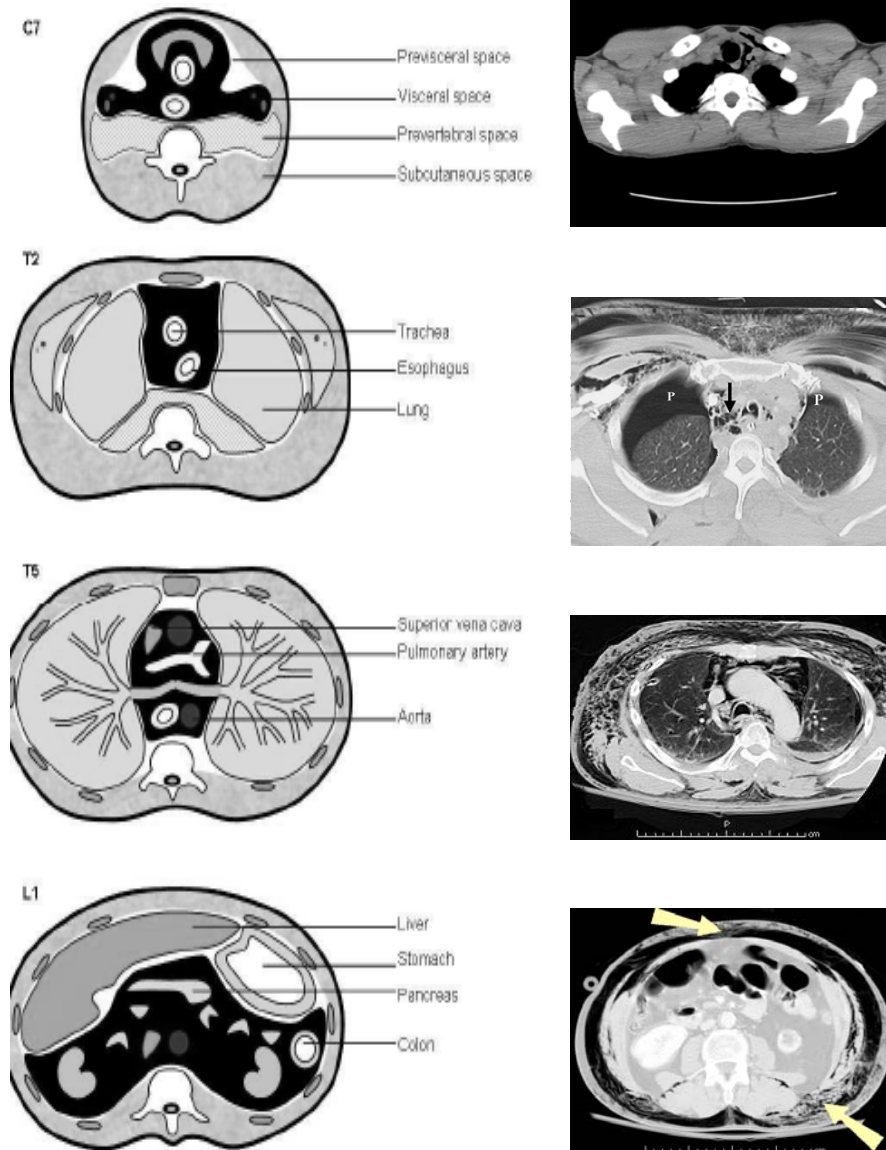 C7
Previsceral space
Visceral space
Prevertebral space
Subcutaneous space
T2
Trachea
Esophagus
Lung
P
P
T5
Superior vena cava
Pulmonary artery
Aorta
P
cm
L1
Liver
Stomach
Pancreas
Colon